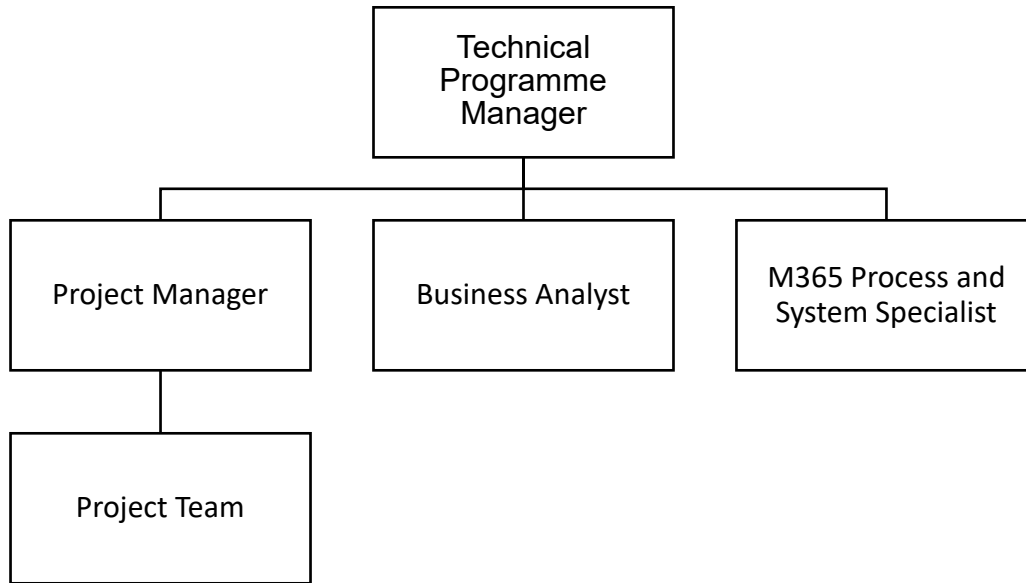 Technical
Programme
Manager
Project Manager
Business Analyst
M365 Process and
System Specialist
Project Team